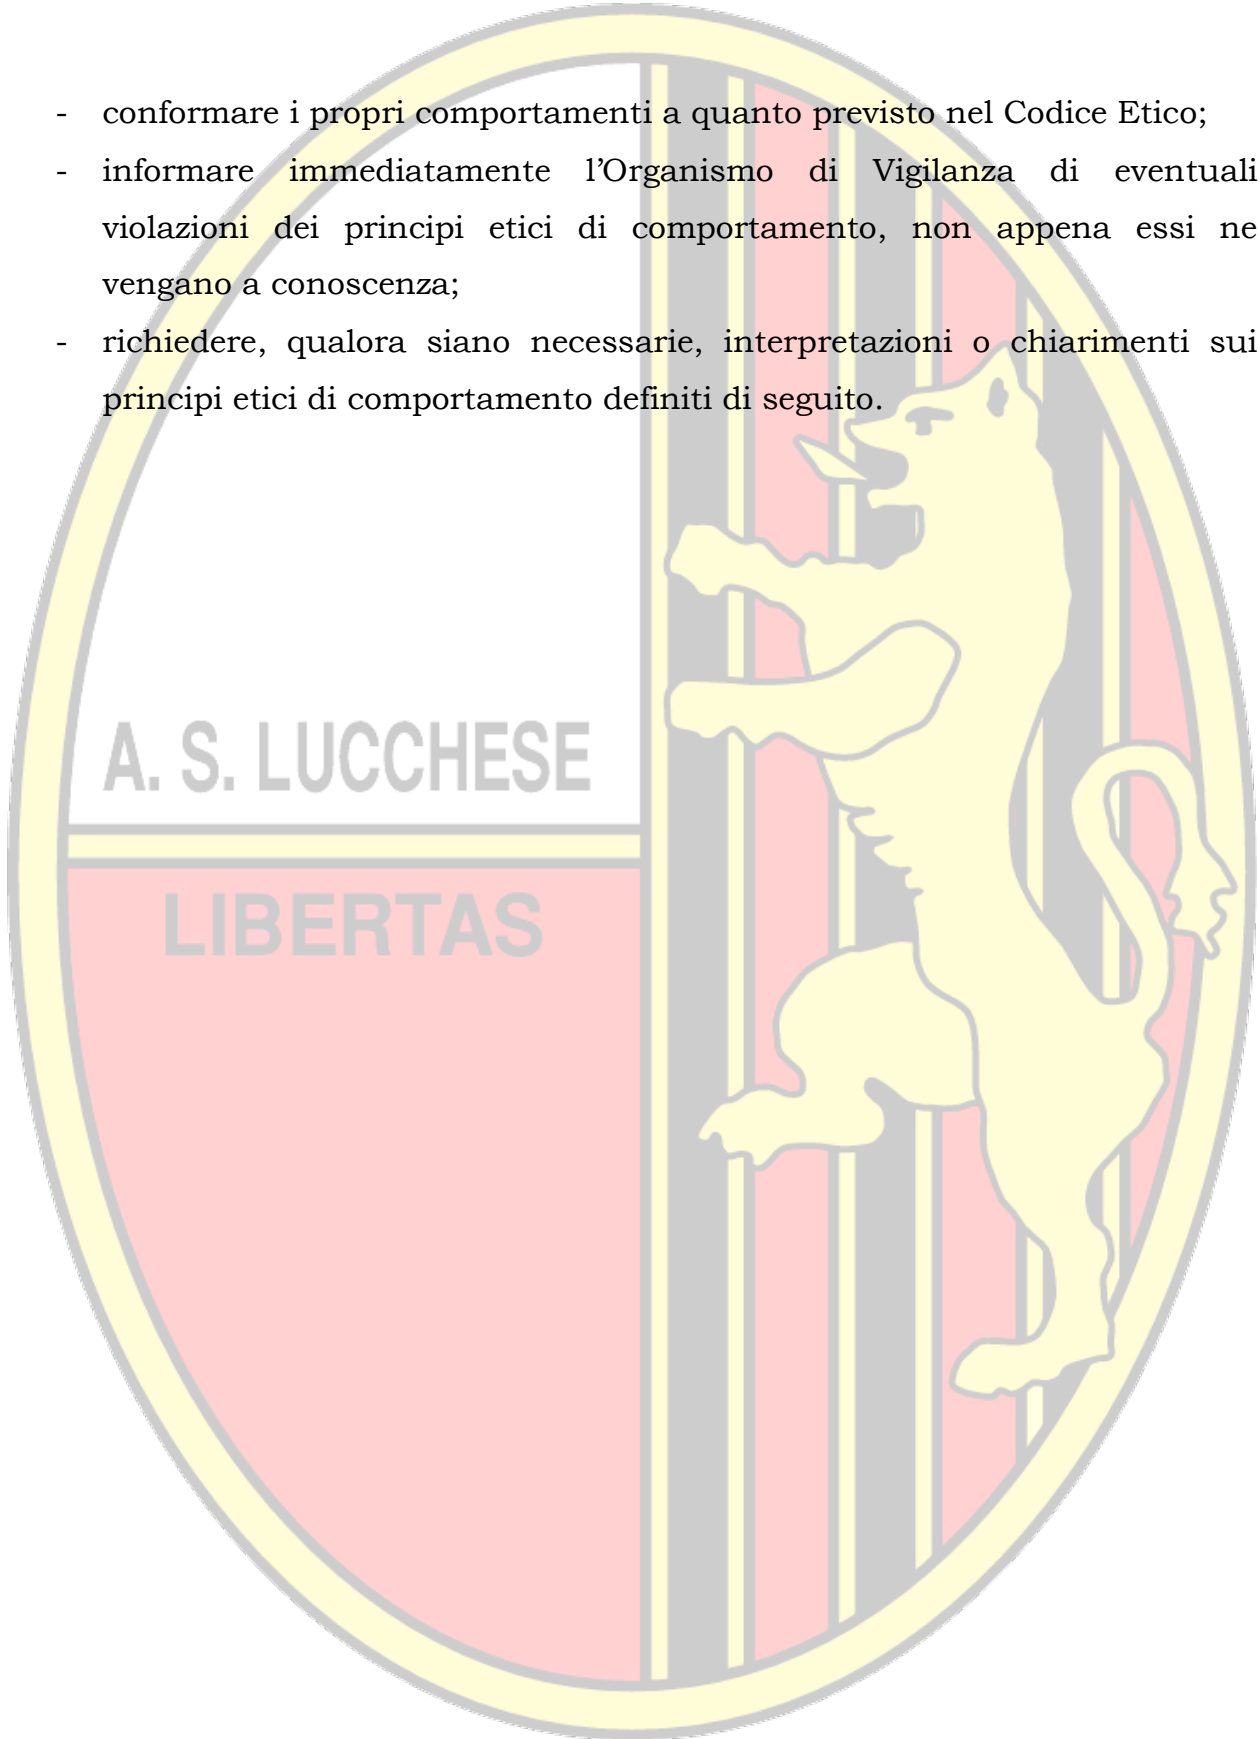 - conformare i propri comportamenti a quanto previsto nel Codice Etico;
- informare immediatamente l’Organismo di Vigilanza di eventuali
violazioni dei principi etici di comportamento, non appena essi ne
vengano a conoscenza;
- richiedere, qualora siano necessarie, interpretazioni o chiarimenti sui
principi etici di comportamento definiti di seguito.
A. S. LUCCHESE
LIBERTAS